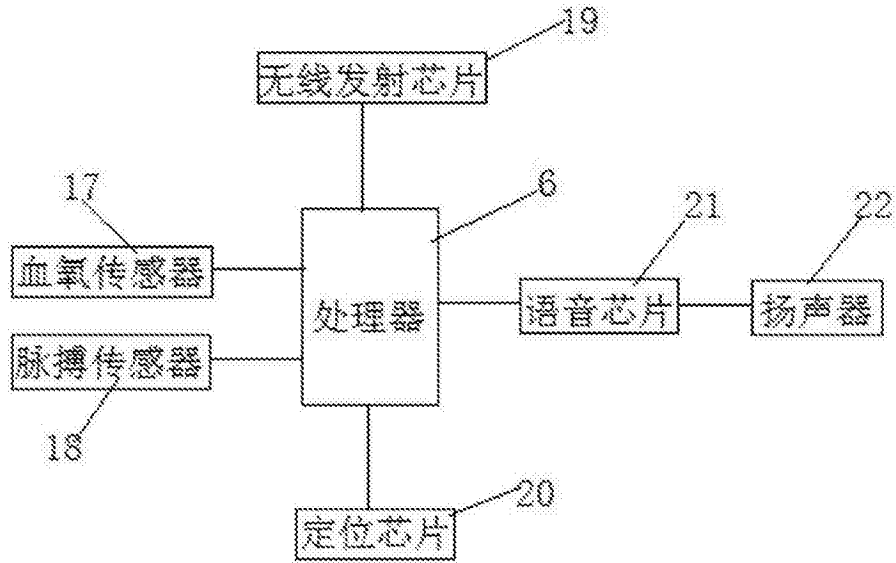 19
无线发射芯片
17
6
21
22
血氧传感器
处理器
语音芯片
扬声器
脉搏传感器
18
20
定位芯片